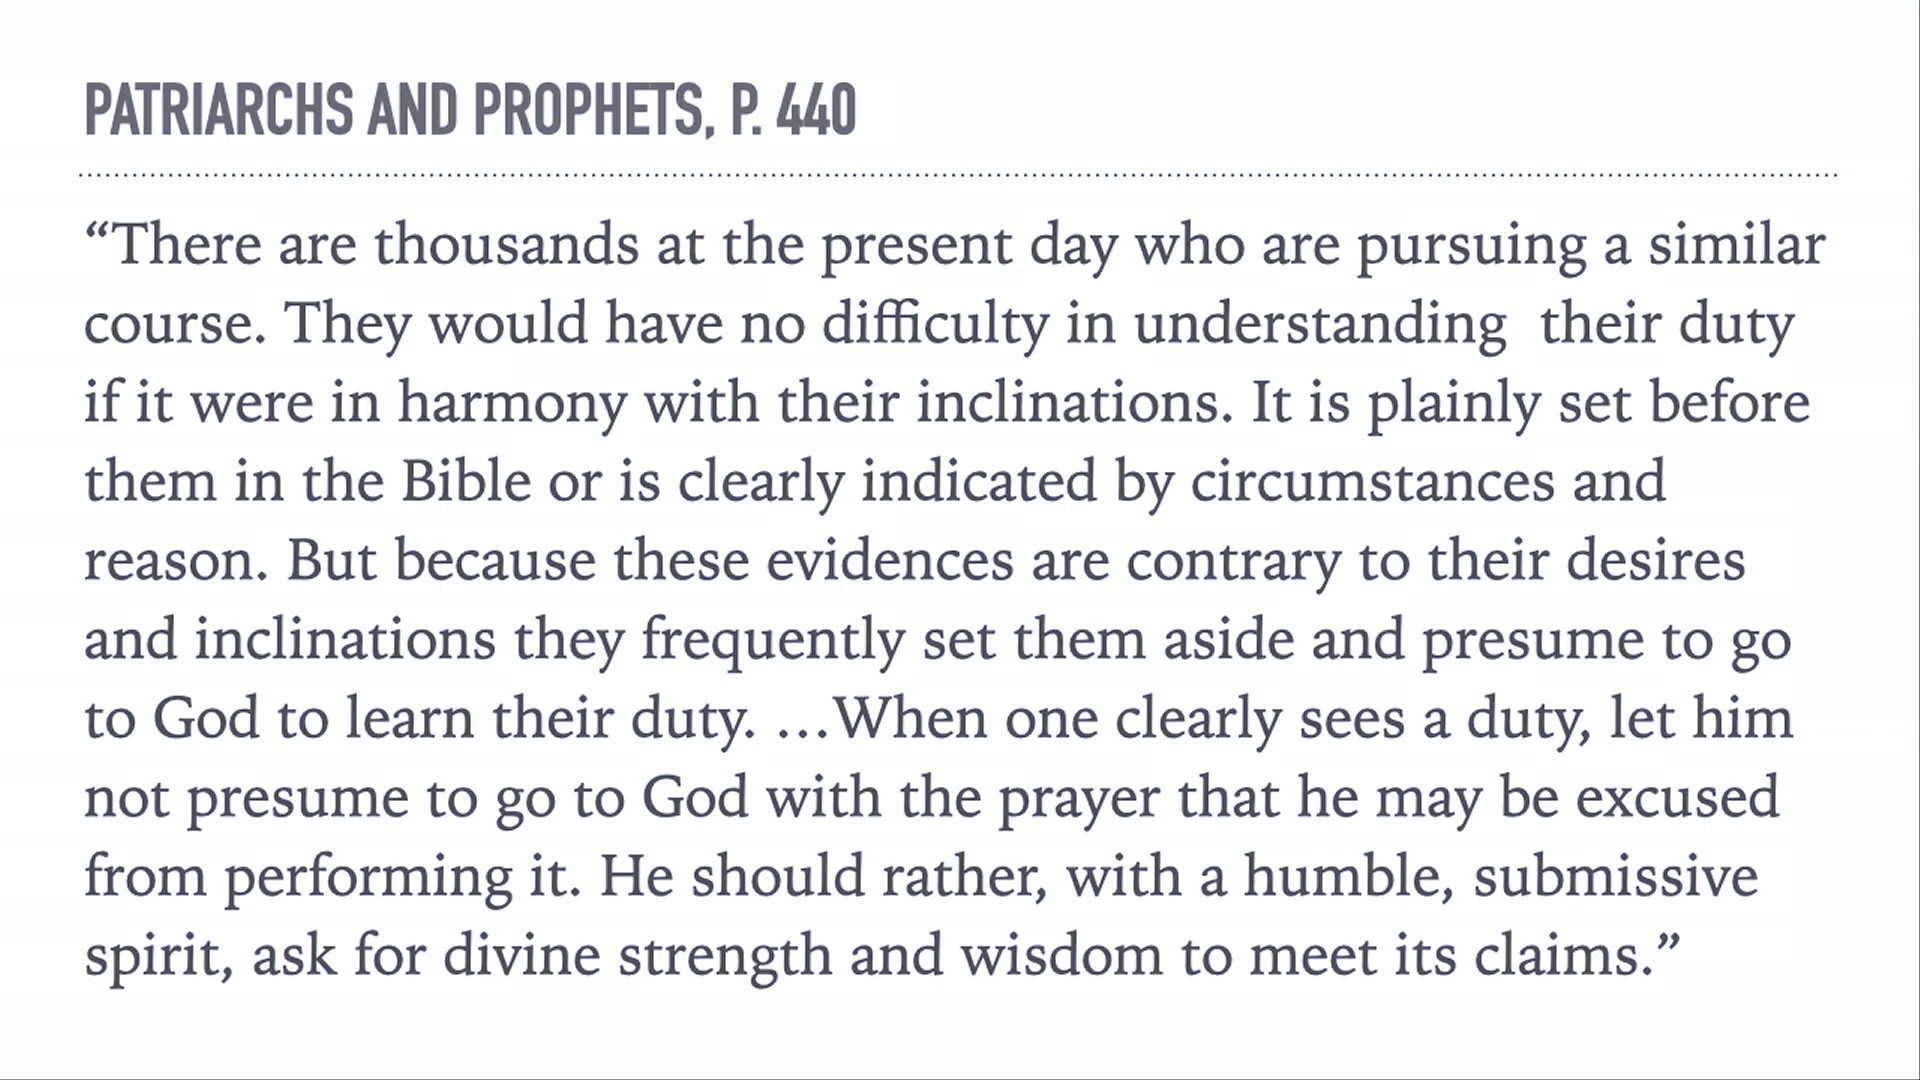 PATRIARCHS AND PROPHETS, P. 440
“There are thousands at the present day who are pursuing a similar
course. They would have no difficulty in understanding  their duty
if it were in harmony with their inclinations. It is plainly set before
them in the Bible or is clearly indicated by circumstances and
reason. But because these evidences are contrary to their desires
and inclinations they frequently set them aside and presume to go
to God to learn their duty. …When one clearly sees a duty, let him
not presume to go to God with the prayer that he may be excused
from performing it. He should rather, with a humble, submissive
spirit, ask for divine strength and wisdom to meet its claims.”